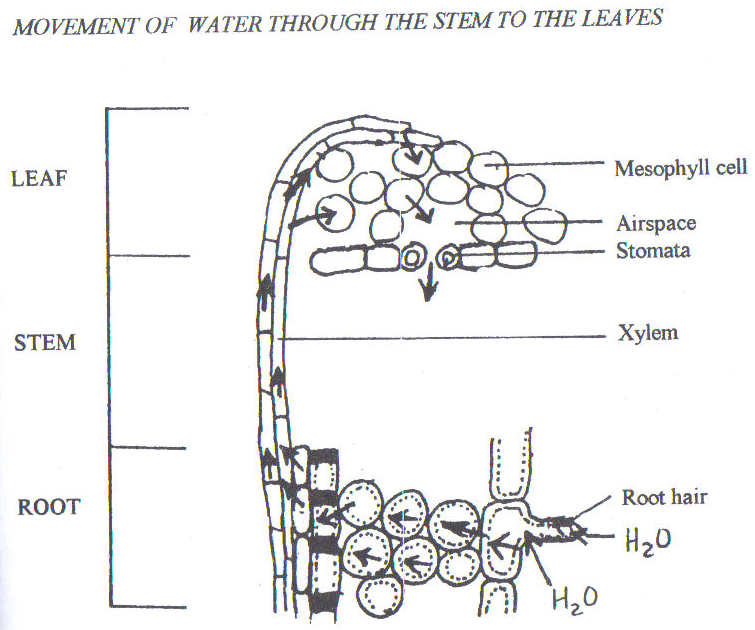 MOVEMENT OF WATER THROUGH THE STEM TO THE LEAVES
LEAF
Mesophyll cell
Airspace
Stomata
STEM
Xylem
ROOT
Root hair
H₂O
H₂O